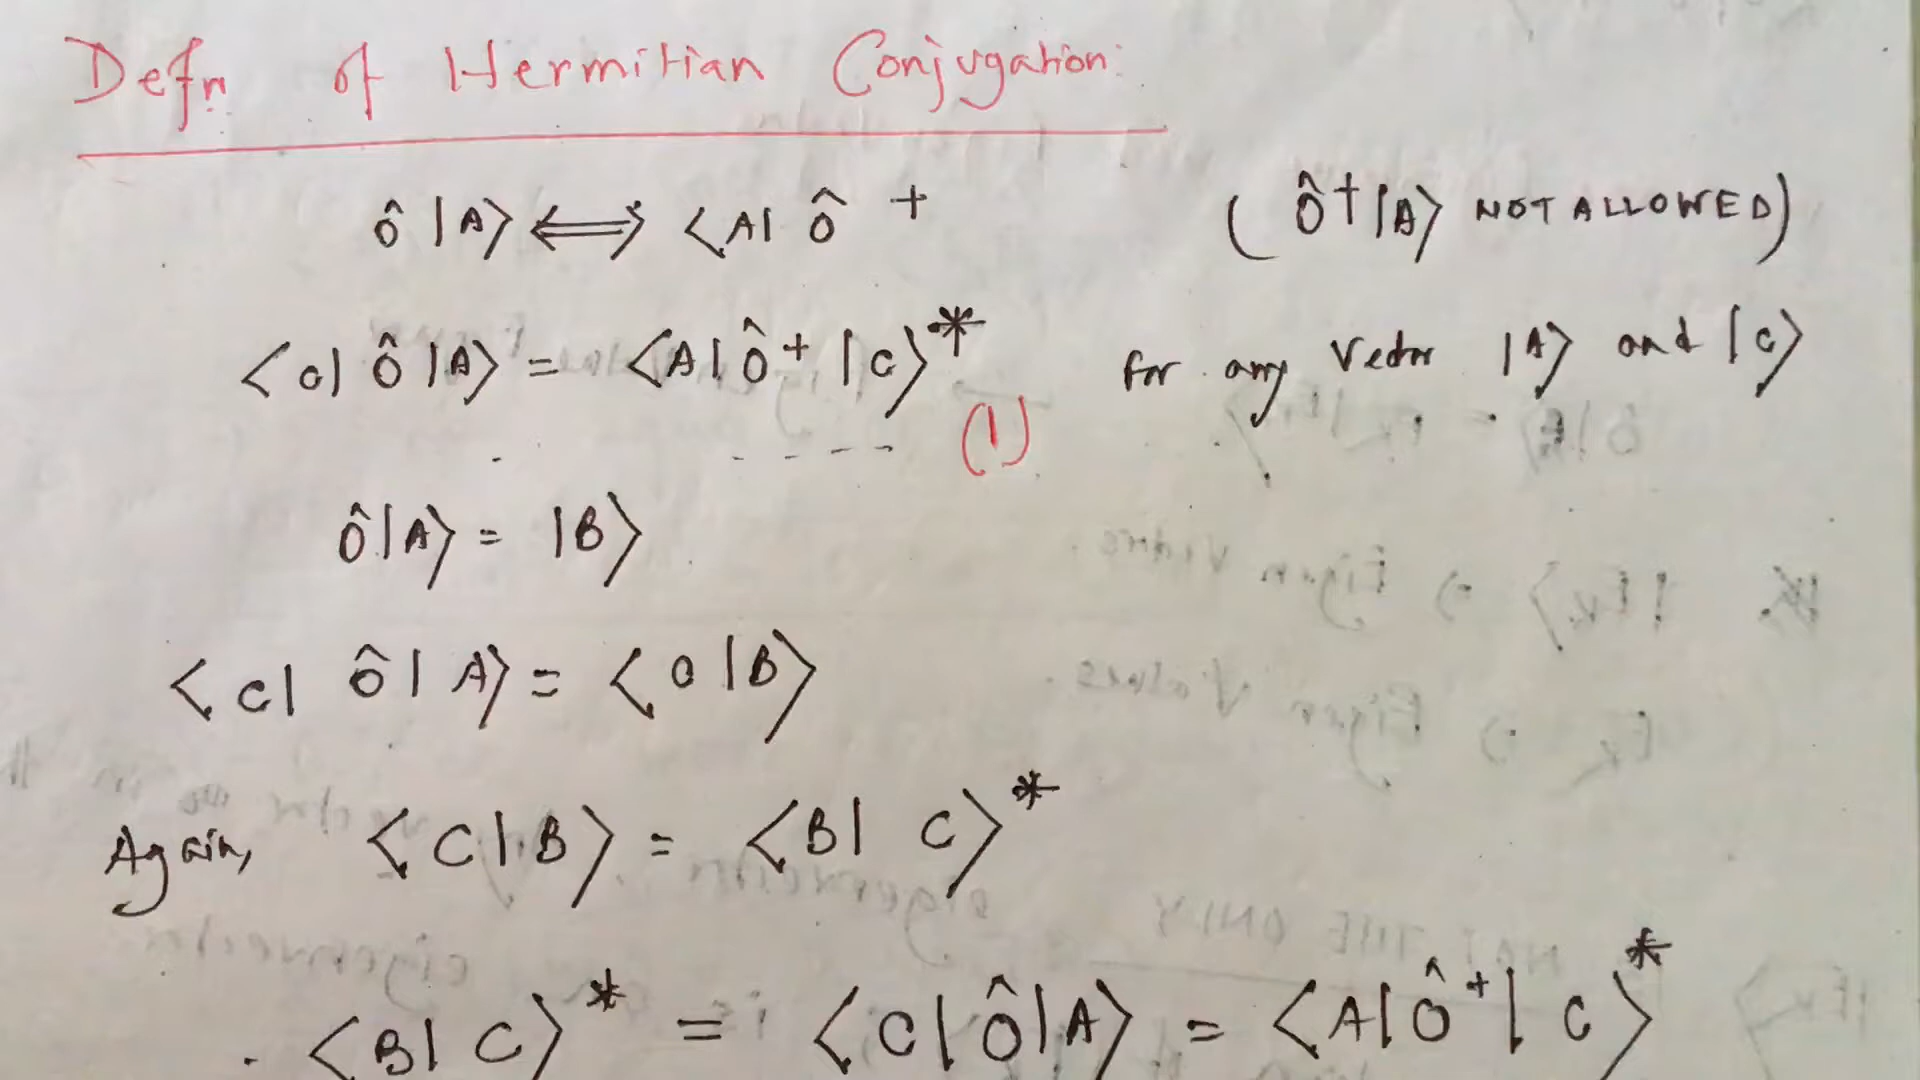 Defn of Hermitian Conjugation:
Ô |A⟩ ⟺ ⟨A| Ô † ( Ô† |A⟩ NOT ALLOWED)
⟨C| Ô |A⟩ = ⟨A| Ô† |C⟩* for any Vector |A⟩ and |C⟩
- - - - - (1)
Ô|A⟩ = |B⟩
⟨C| Ô | A⟩ = ⟨ O |B⟩
Again, ⟨C|B⟩ = ⟨B| C⟩*
⟨B| C⟩* = ⟨C|Ô|A⟩ = ⟨A|Ô†| C⟩*